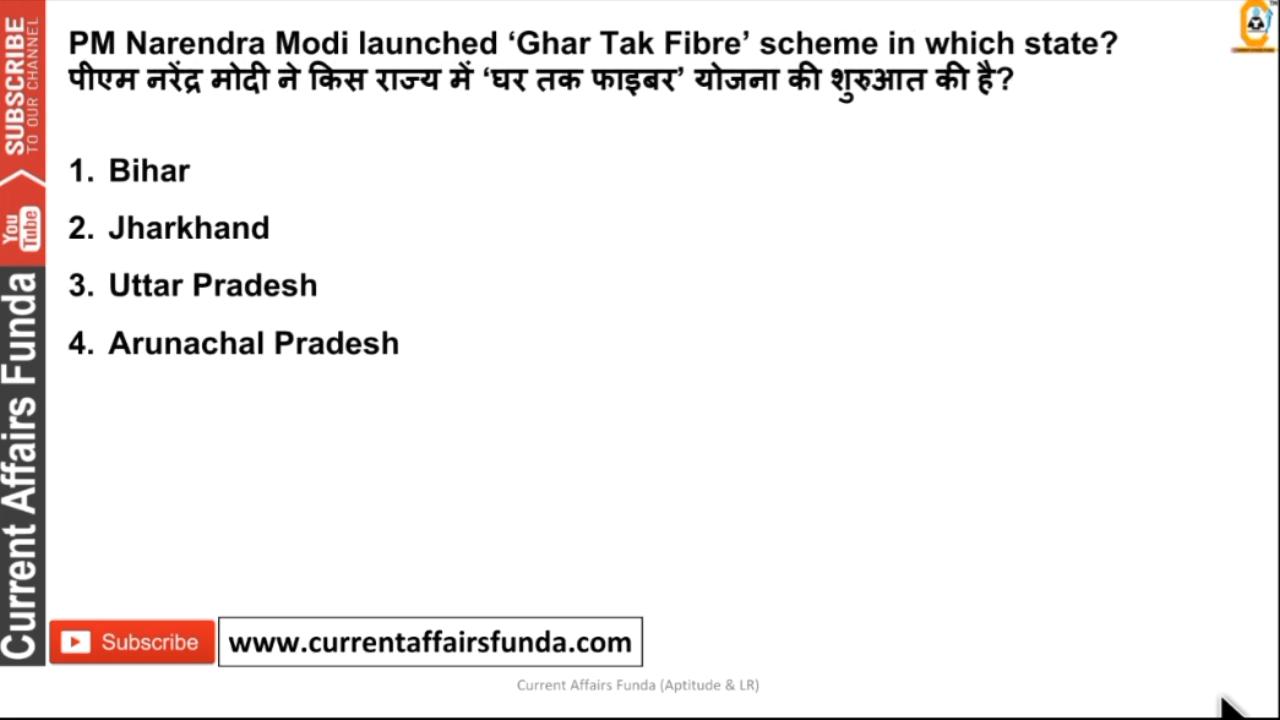 PM Narendra Modi launched ‘Ghar Tak Fibre’ scheme in which state?
पीएम नरेंद्र मोदी ने किस राज्य में ‘घर तक फाइबर’ योजना की शुरुआत की है?
1. Bihar
2. Jharkhand
3. Uttar Pradesh
4. Arunachal Pradesh
SUBSCRIBE
TO OUR CHANNEL
You
Tube
Current Affairs Funda
Subscribe
www.currentaffairsfunda.com
Current Affairs Funda (Aptitude & LR)